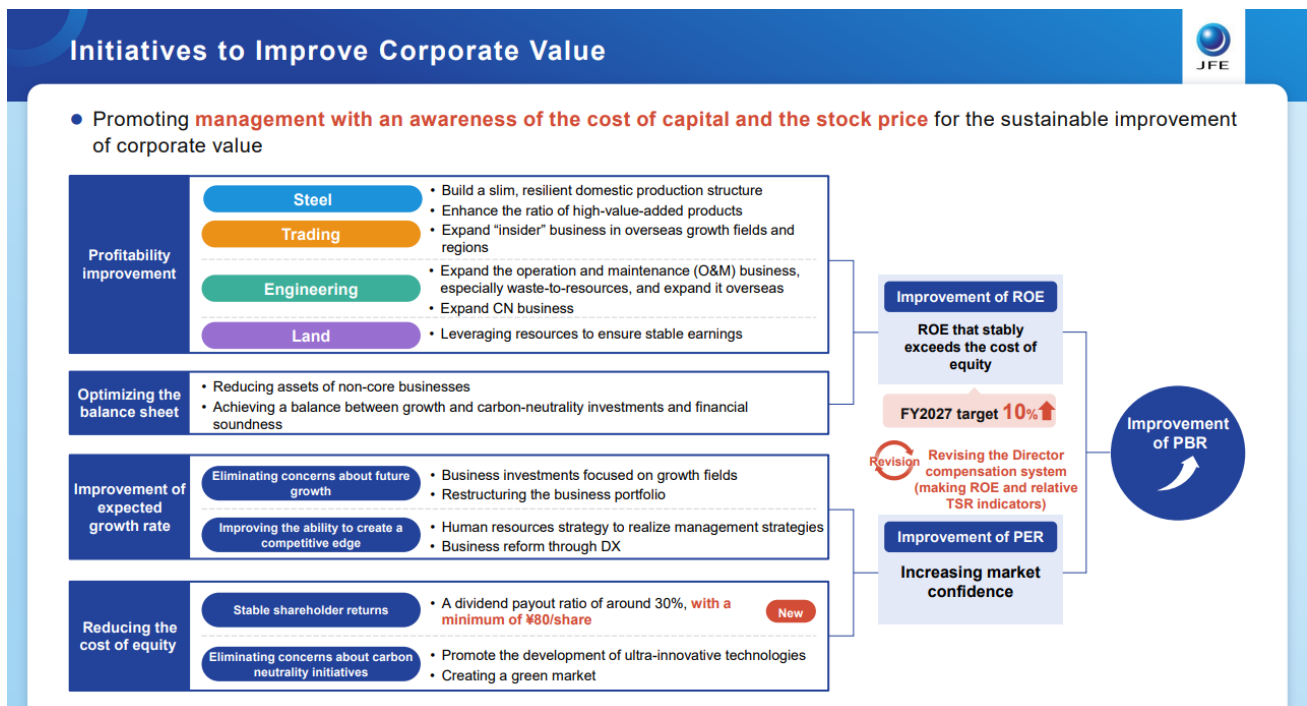 Initiatives to Improve Corporate Value
JFE
● Promoting management with an awareness of the cost of capital and the stock price for the sustainable improvement
of corporate value
Profitability
improvement
Steel
Trading
• Build a slim, resilient domestic production structure
• Enhance the ratio of high-value-added products
• Expand “insider” business in overseas growth fields and
regions
Engineering
• Expand the operation and maintenance (O&M) business,
especially waste-to-resources, and expand it overseas
• Expand CN business
Land
• Leveraging resources to ensure stable earnings
Optimizing the
balance sheet
• Reducing assets of non-core businesses
• Achieving a balance between growth and carbon-neutrality investments and financial
soundness
Improvement of
expected
growth rate
Eliminating concerns about future
growth
• Business investments focused on growth fields
• Restructuring the business portfolio
Improving the ability to create a
competitive edge
• Human resources strategy to realize management strategies
• Business reform through DX
Reducing the
cost of equity
Stable shareholder returns
• A dividend payout ratio of around 30%, with a
minimum of ¥80/share
New
Eliminating concerns about carbon
neutrality initiatives
• Promote the development of ultra-innovative technologies
• Creating a green market
Improvement of ROE
ROE that stably
exceeds the cost of
equity
FY2027 target 10%
Revision
Revising the Director
compensation system
(making ROE and relative
TSR indicators)
Improvement of PER
Increasing market
confidence
Improvement
of PBR